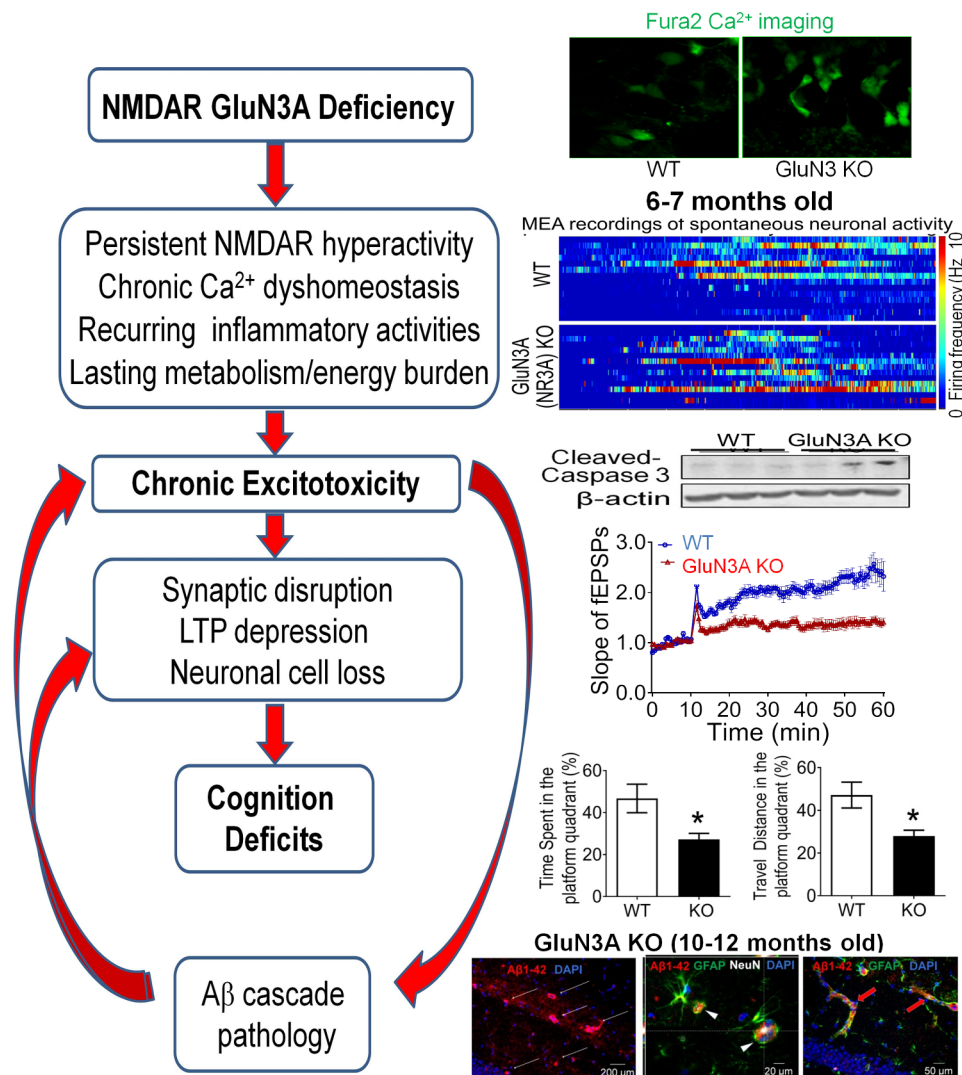 NMDAR GluN3A Deficiency
Persistent NMDAR hyperactivity
Chronic Ca²⁺ dyshomeostasis
Recurring inflammatory activities
Lasting metabolism/energy burden
Chronic Excitotoxicity
Synaptic disruption
LTP depression
Neuronal cell loss
Cognition
Deficits
Aβ cascade
pathology
Fura2 Ca²⁺ imaging
WT
GluN3 KO
6-7 months old
MEA recordings of spontaneous neuronal activity
WT
GluN3A
(NR3A) KO
0 Firing frequency (Hz 10
WT
GluN3A KO
Cleaved-
Caspase 3
β-actin
WT
GluN3A KO
Slope of fEPSPs
3.0
2.0
1.0
0.0
0 10 20 30 40 50 60
Time (min)
Time Spent in the
platform quadrant (%)
60
40
20
0
WT
KO
*
Travel Distance in the
platform quadrant (%)
60
40
20
0
WT
KO
*
GluN3A KO (10-12 months old)
Aβ1-42 DAPI
200 µm
Aβ1-42 GFAP NeuN DAPI
20 µm
Aβ1-42 GFAP DAPI
50 µm